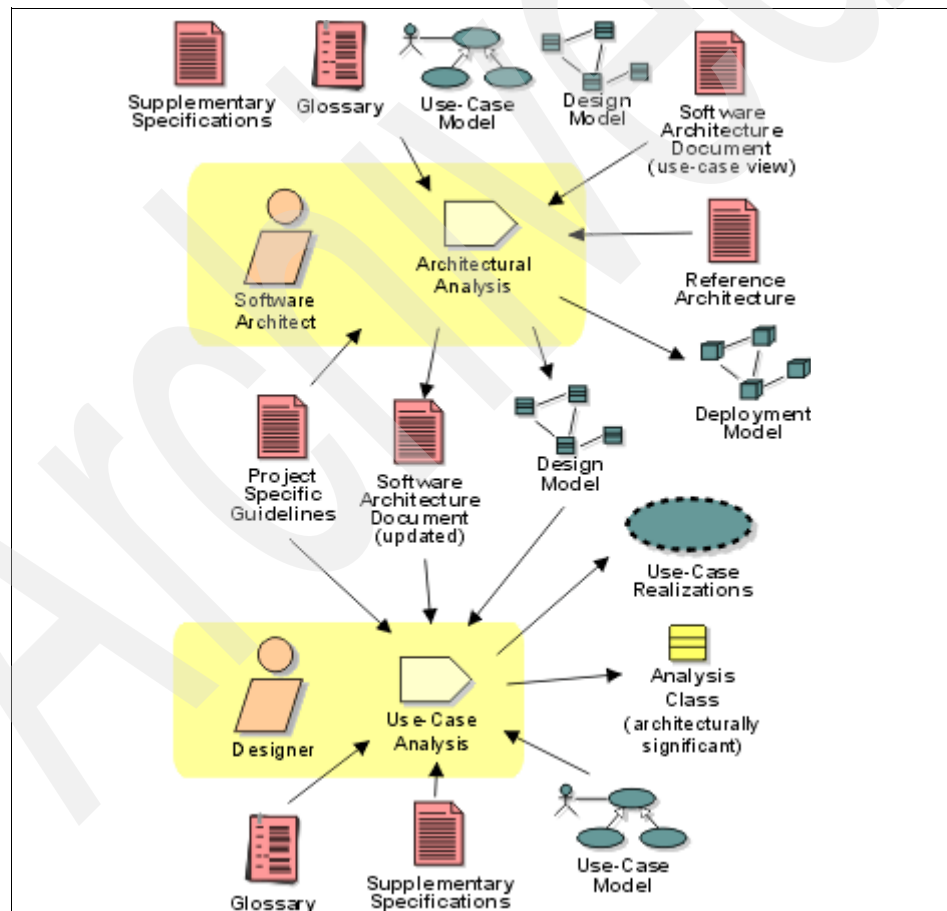 Supplementary
Specifications
Glossary
Use-Case
Model
Design
Model
Software
Architecture
Document
(use-case view)
Software
Architect
Architectural
Analysis
Reference
Architecture
Deployment
Model
Project
Specific
Guidelines
Software
Architecture
Document
(updated)
Design
Model
Use-Case
Realizations
Designer
Use-Case
Analysis
Analysis
Class
(architecturally
significant)
Glossary
Supplementary
Specifications
Use-Case
Model